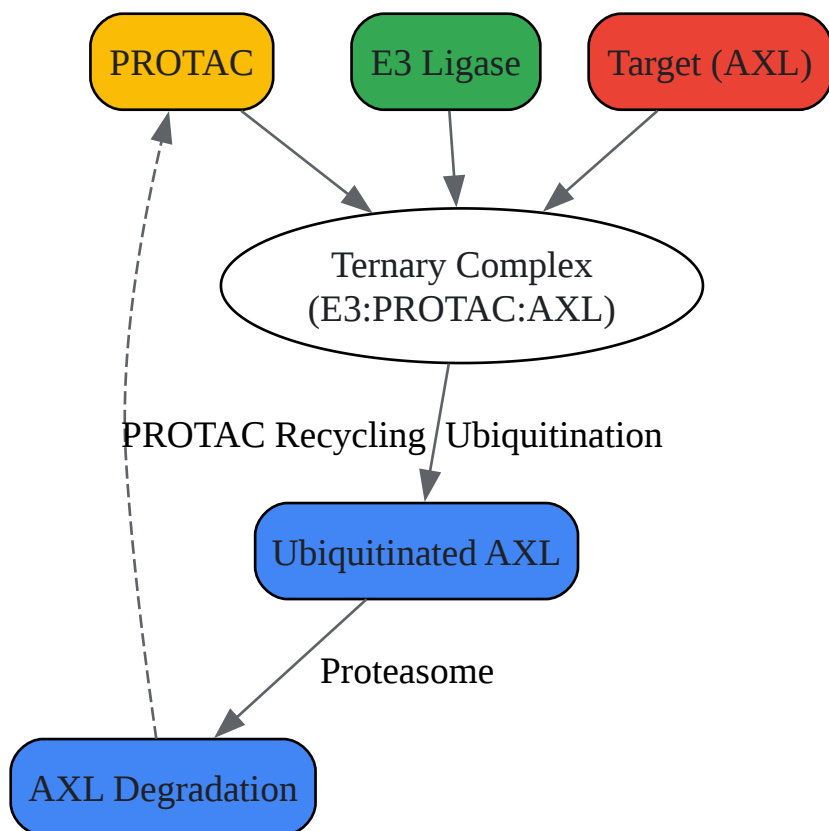 PROTAC
E3 Ligase
Target (AXL)
Ternary Complex
(E3:PROTAC:AXL)
PROTAC Recycling
Ubiquitination
Ubiquitinated AXL
Proteasome
AXL Degradation